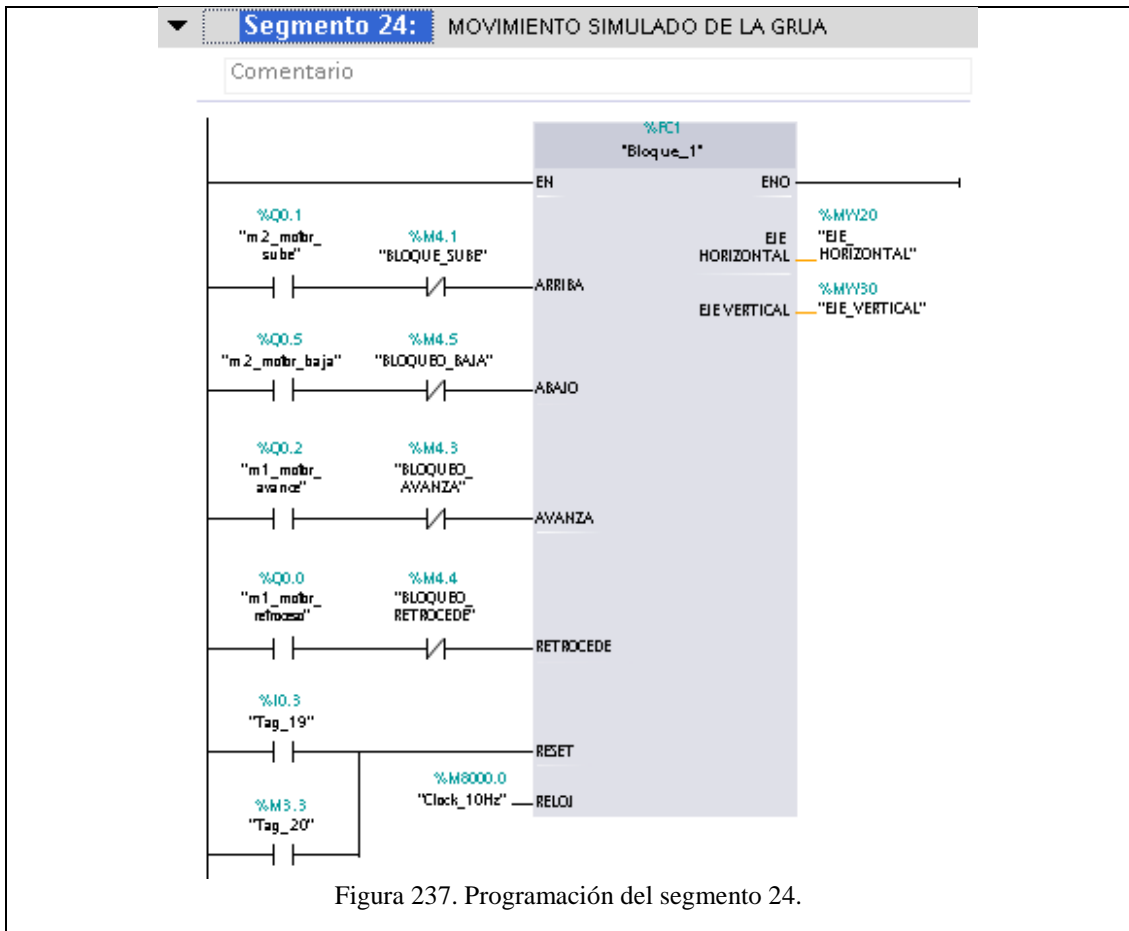 Segmento 24: MOVIMIENTO SIMULADO DE LA GRUA
Comentario
%FC1
"Bloque_1"
EN ENO
%Q0.1
"m2_motor_
sube"
%M4.1
"BLOQUE_SUBE"
ARRIBA
EJE
HORIZONTAL
%MW20
"EJE_
HORIZONTAL"
EJE VERTICAL
%MW30
"EJE_VERTICAL"
%Q0.5
"m2_motor_baja"
%M4.5
"BLOQUEO_BAJA"
ABAJO
%Q0.2
"m1_motor_
avance"
%M4.3
"BLOQUEO_
AVANZA"
AVANZA
%Q0.0
"m1_motor_
retroceso"
%M4.4
"BLOQUEO_
RETROCEDE"
RETROCEDE
%I0.3
"Tag_19"
RESET
%M8000.0
"Clock_10Hz"
RELOJ
%M3.3
"Tag_20"
Figura 237. Programación del segmento 24.